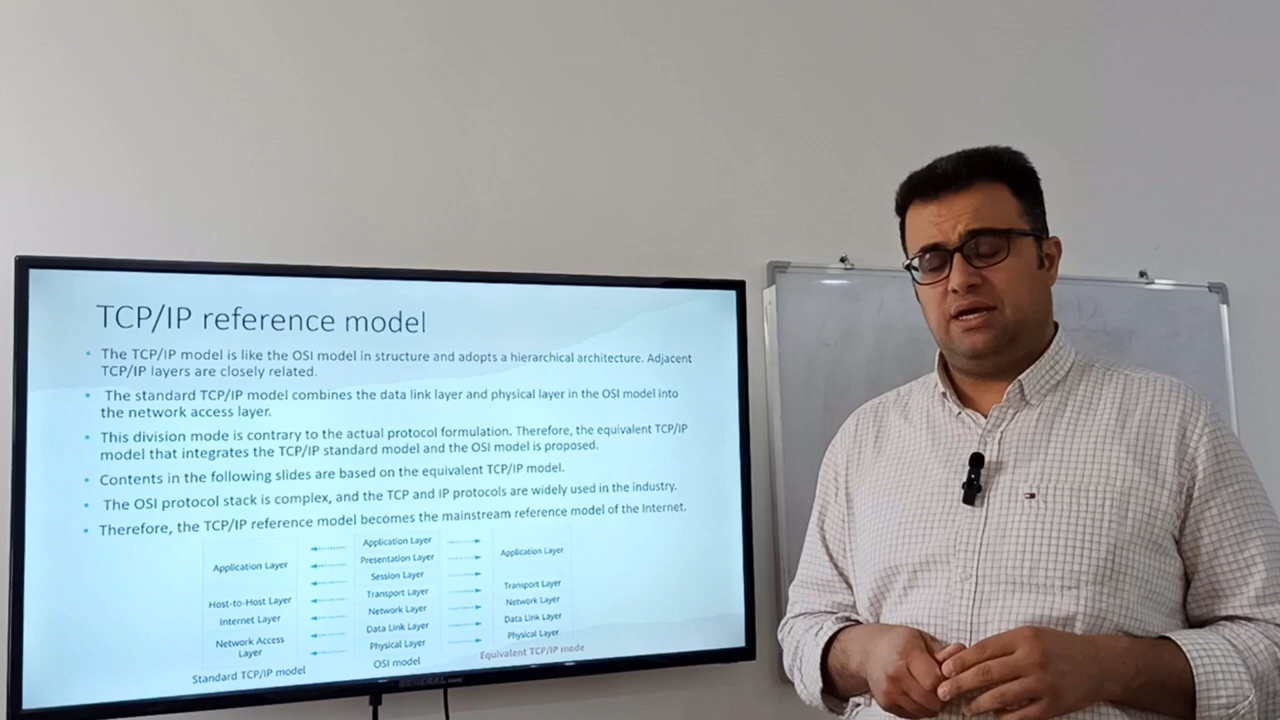 TCP/IP reference model
• The TCP/IP model is like the OSI model in structure and adopts a hierarchical architecture. Adjacent
TCP/IP layers are closely related.
• The standard TCP/IP model combines the data link layer and physical layer in the OSI model into
the network access layer.
• This division mode is contrary to the actual protocol formulation. Therefore, the equivalent TCP/IP
model that integrates the TCP/IP standard model and the OSI model is proposed.
• Contents in the following slides are based on the equivalent TCP/IP model.
• The OSI protocol stack is complex, and the TCP and IP protocols are widely used in the industry.
• Therefore, the TCP/IP reference model becomes the mainstream reference model of the Internet.
Application Layer
Host-to-Host Layer
Internet Layer
Network Access
Layer
Standard TCP/IP model
Application Layer
Presentation Layer
Session Layer
Transport Layer
Network Layer
Data Link Layer
Physical Layer
OSI model
Application Layer
Transport Layer
Network Layer
Data Link Layer
Physical Layer
Equivalent TCP/IP mode